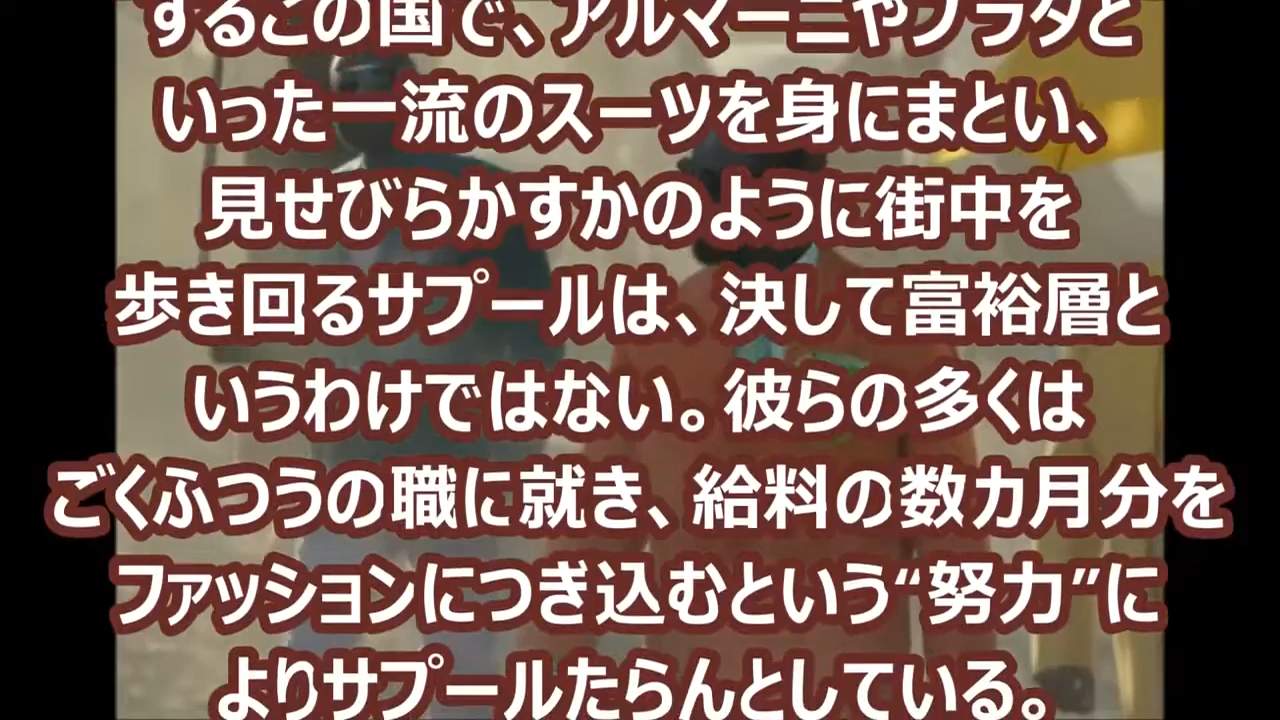 するこの国で、アルマーニやプラダと
いった一流のスーツを身にまとい、
見せびらかすかのように街中を
歩き回るサプールは、決して富裕層と
いうわけではない。彼らの多くは
ごくふつうの職に就き、給料の数カ月分を
ファッションにつぎ込むという“努力”に
よりサプールたらんとしている。